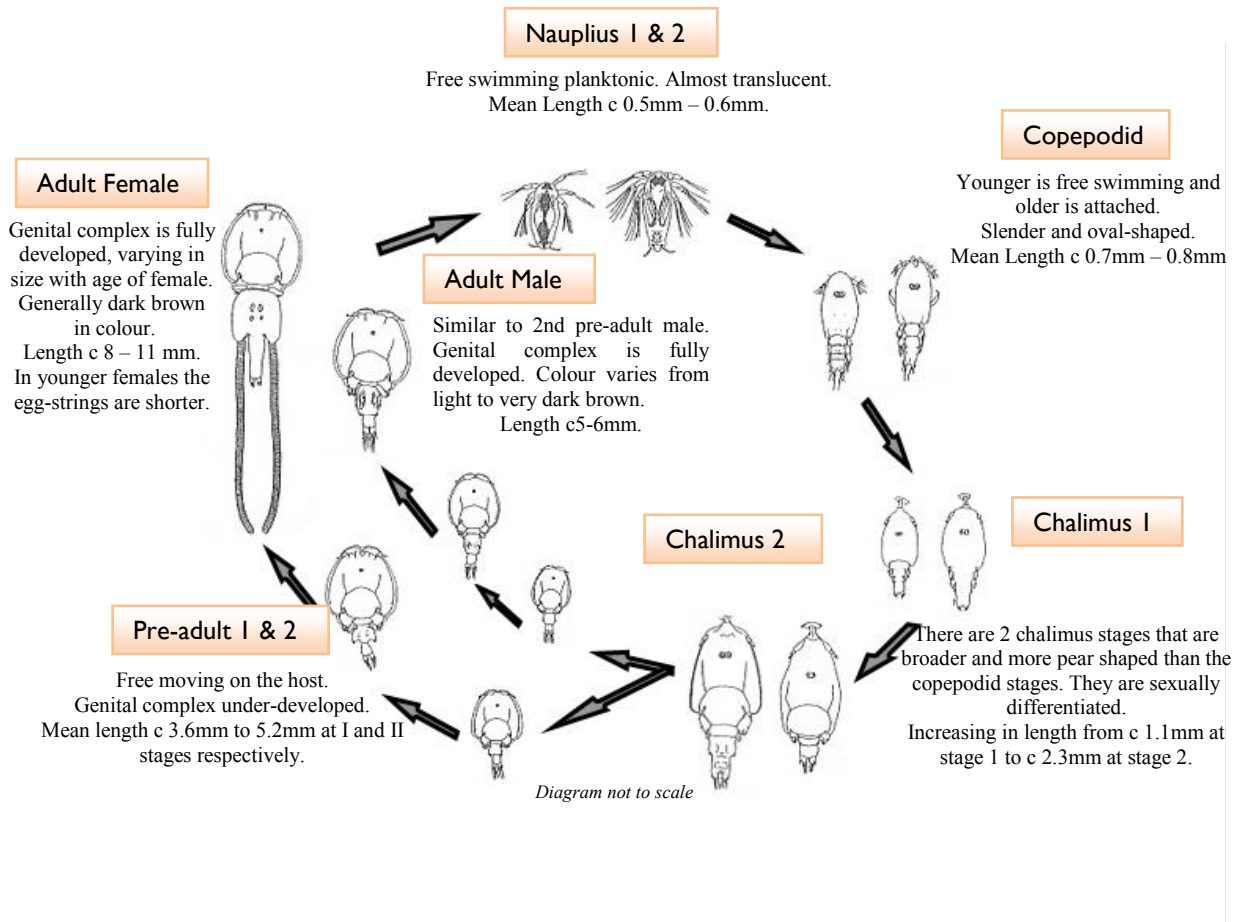 Nauplius 1 & 2
Free swimming planktonic. Almost translucent.
Mean Length c 0.5mm – 0.6mm.
Copepodid
Younger is free swimming and
older is attached.
Slender and oval-shaped.
Mean Length c 0.7mm – 0.8mm
Adult Female
Genital complex is fully
developed, varying in
size with age of female.
Generally dark brown
in colour.
Length c 8 – 11 mm.
In younger females the
egg-strings are shorter.
Adult Male
Similar to 2nd pre-adult male.
Genital complex is fully
developed. Colour varies from
light to very dark brown.
Length c5-6mm.
Chalimus 1
There are 2 chalimus stages that are
broader and more pear shaped than the
copepodid stages. They are sexually
differentiated.
Increasing in length from c 1.1mm at
stage 1 to c 2.3mm at stage 2.
Chalimus 2
Pre-adult 1 & 2
Free moving on the host.
Genital complex under-developed.
Mean length c 3.6mm to 5.2mm at I and II
stages respectively.
Diagram not to scale